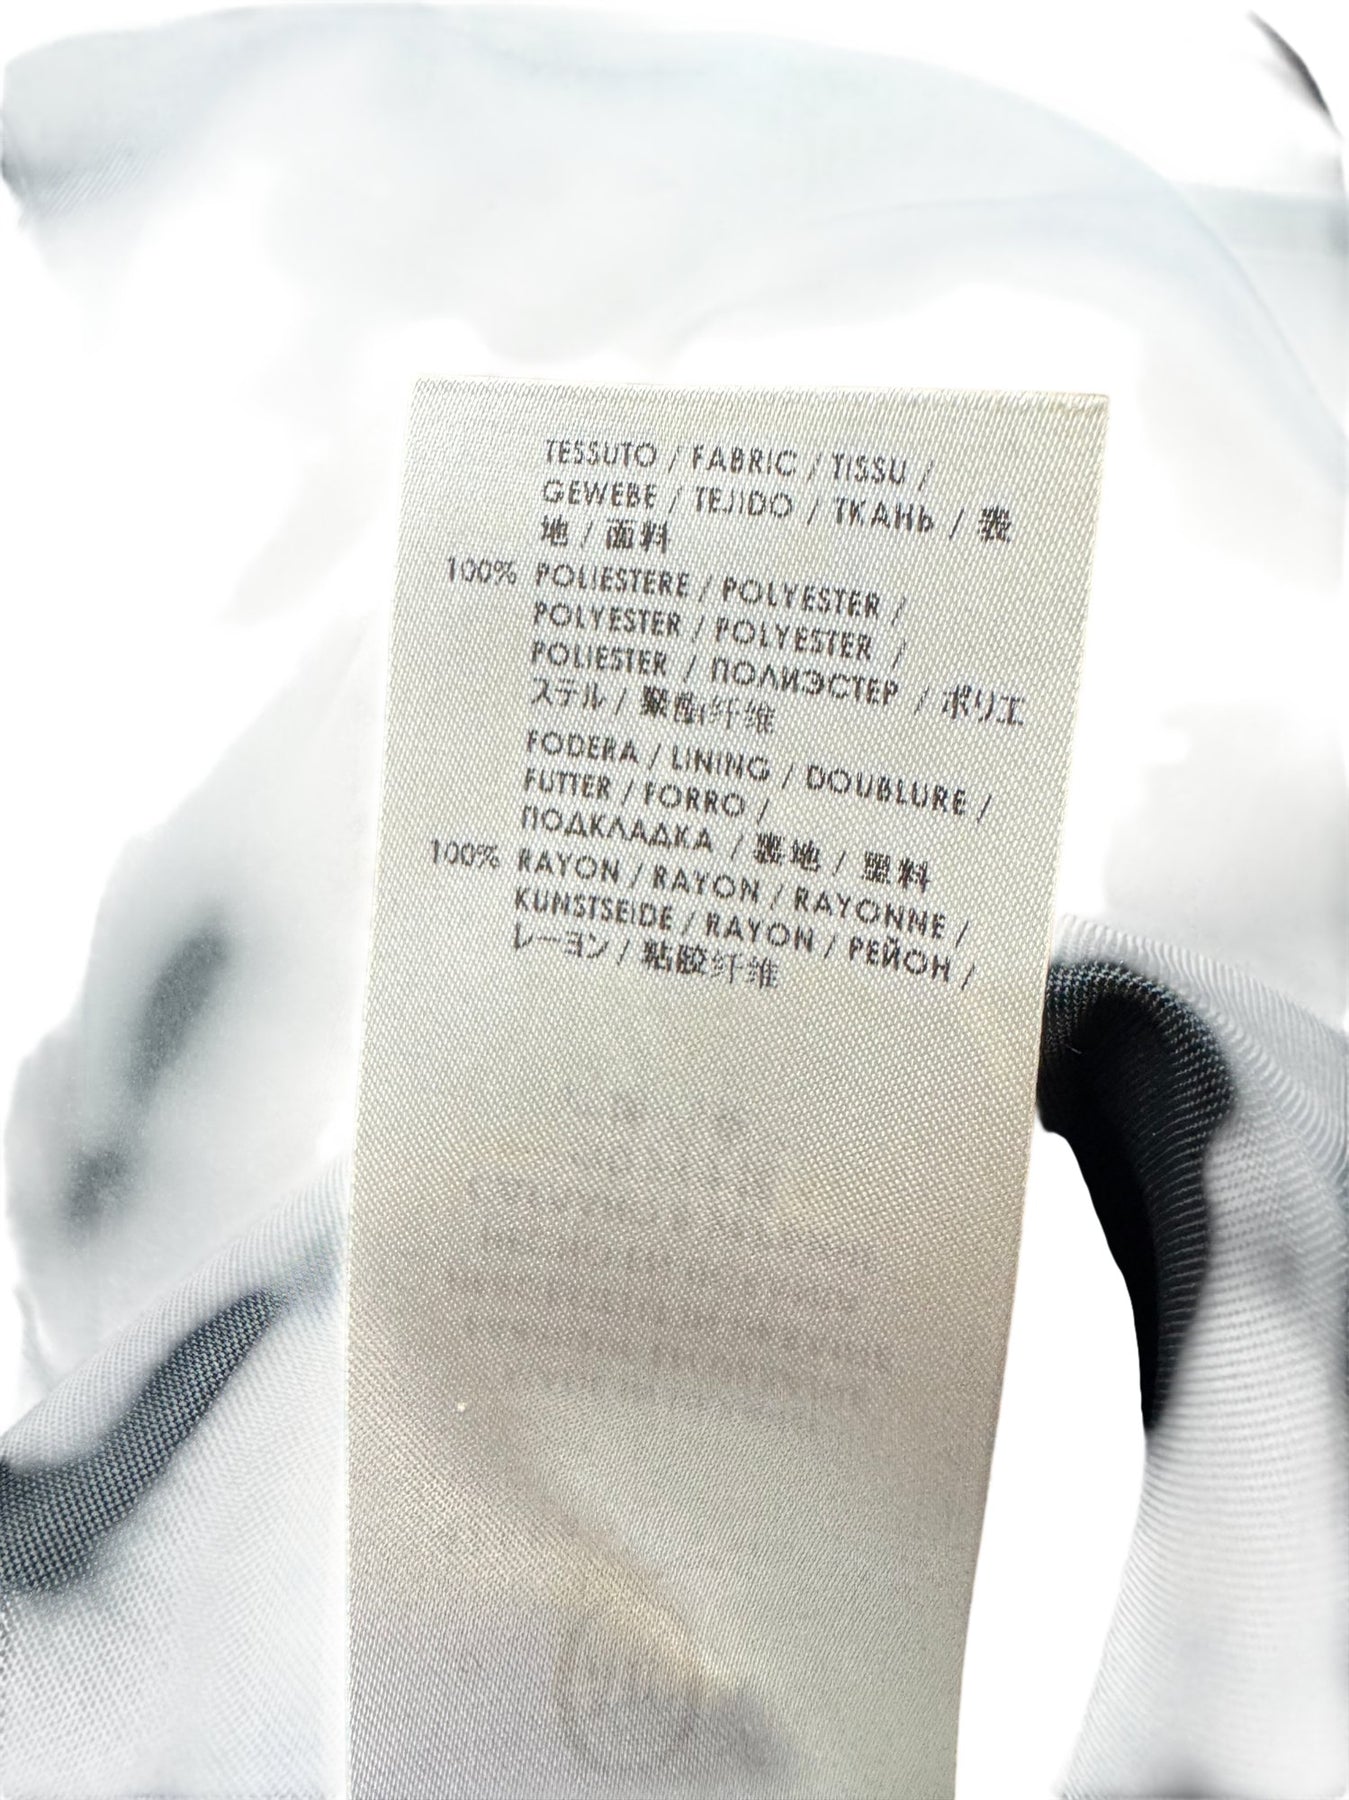 TESSUTO / FABRIC / TISSU /
GEWEBE / TEJIDO / ТКАНЬ / 表
地 / 面料
100% POLIESTERE / POLYESTER /
POLYESTER / POLYESTER /
POLIESTER / ПОЛИЭСТЕР / ポリエ
ステル / 聚酯纤维
FODERA / LINING / DOUBLURE /
FUTTER / FORRO /
ПОДКЛАДКА / 裏地 / 里料
100% RAYON / RAYON / RAYONNE /
KUNSTSEIDE / RAYON / РЕЙОН /
レーヨン / 粘胶纤维